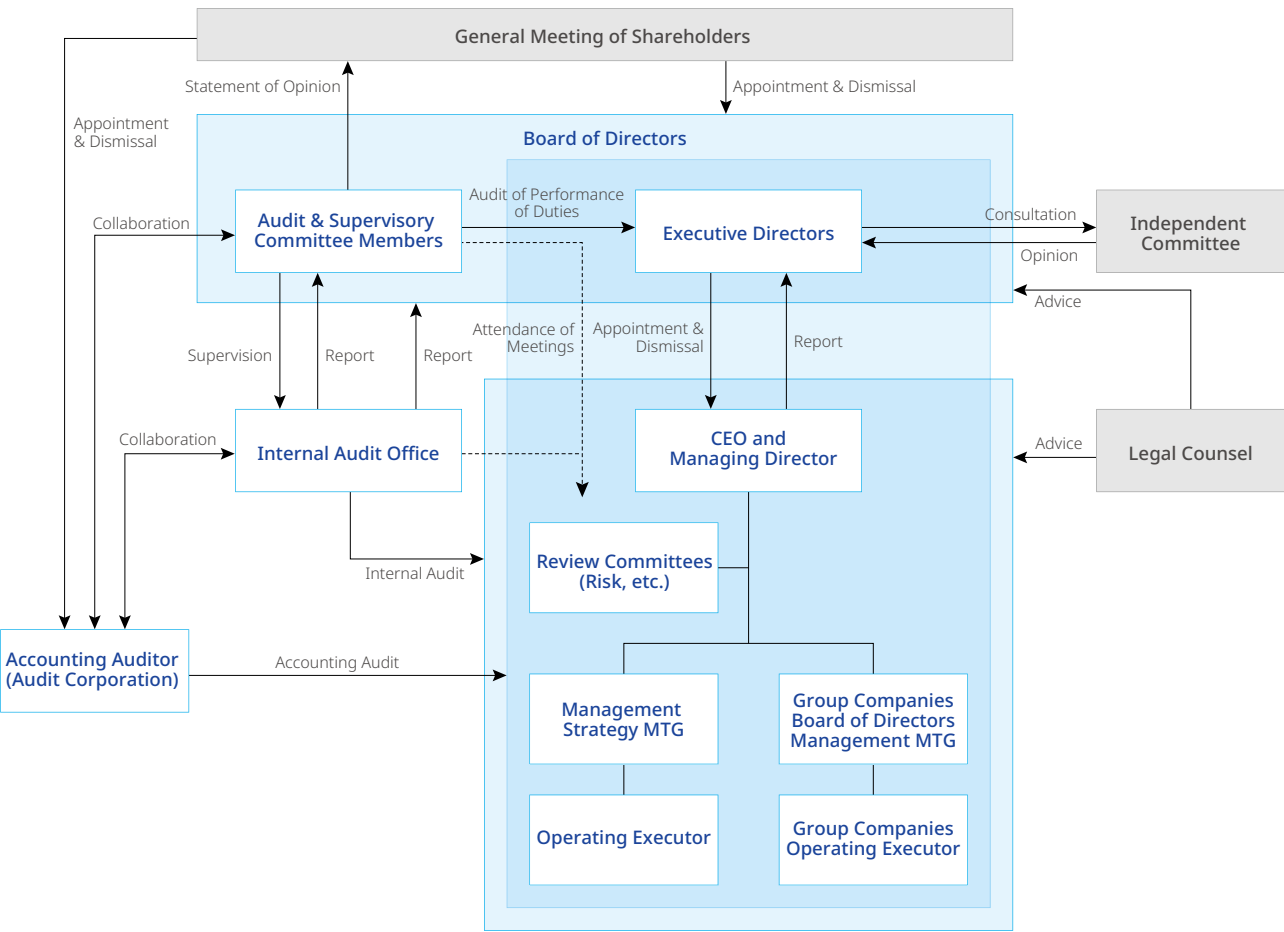 General Meeting of Shareholders
Statement of Opinion
Appointment & Dismissal
Appointment
& Dismissal
Board of Directors
Collaboration
Audit & Supervisory
Committee Members
Audit of Performance
of Duties
Executive Directors
Consultation
Opinion
Independent
Committee
Advice
Supervision
Report
Report
Attendance of
Meetings
Appointment &
Dismissal
Report
Collaboration
Internal Audit Office
CEO and
Managing Director
Advice
Legal Counsel
Internal Audit
Review Committees
(Risk, etc.)
Accounting Auditor
(Audit Corporation)
Accounting Audit
Management
Strategy MTG
Group Companies
Board of Directors
Management MTG
Operating Executor
Group Companies
Operating Executor